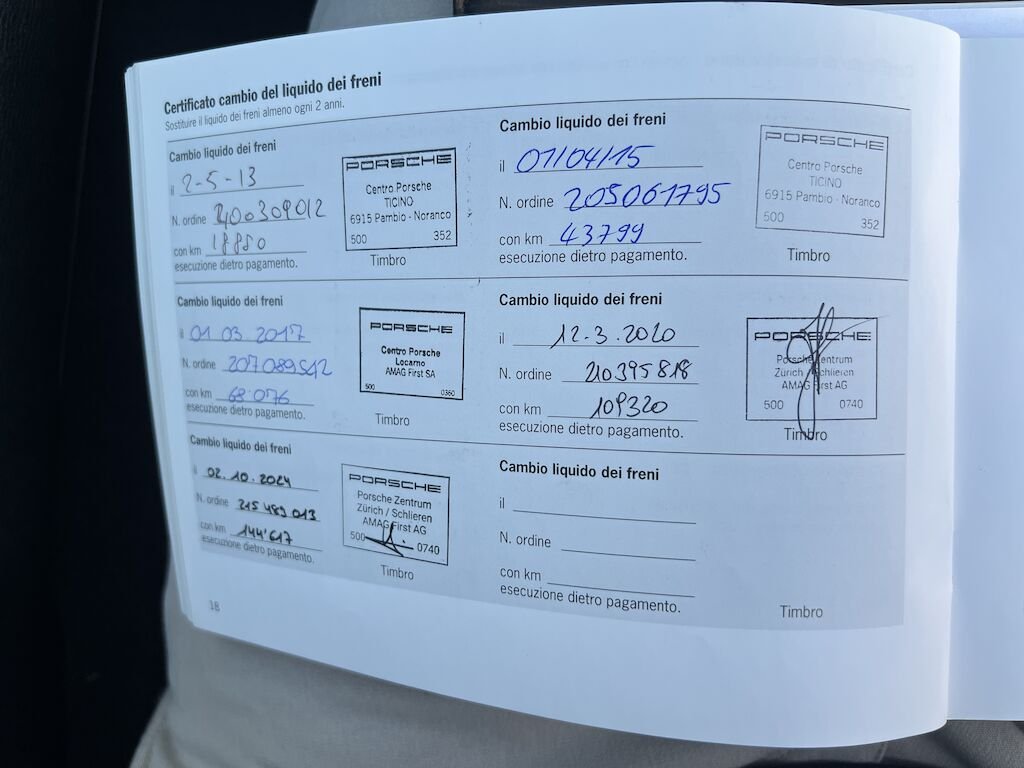 Certificato cambio del liquido dei freni
Sostituire il liquido dei freni almeno ogni 2 anni.
Cambio liquido dei freni
il 2-5-13
N. ordine 200309012
con km 18850
esecuzione dietro pagamento.
PORSCHE
Centro Porsche
TICINO
6915 Pambio - Noranco
500 352
Timbro
Cambio liquido dei freni
il 01/04/15
N. ordine 205061795
con km 43799
esecuzione dietro pagamento.
PORSCHE
Centro Porsche
TICINO
6915 Pambio - Noranco
500 352
Timbro
Cambio liquido dei freni
il 01 03 2017
N. ordine 207089512
con km 68.076
esecuzione dietro pagamento.
PORSCHE
Centro Porsche
Locarno
AMAG First SA
500 0360
Timbro
Cambio liquido dei freni
il 12.3.2020
N. ordine 210395818
con km 109320
esecuzione dietro pagamento.
PORSCHE
Porsche Zentrum
Zürich / Schlieren
AMAG First AG
500 0740
Timbro
Cambio liquido dei freni
il 02.10.2024
N. ordine 215 489 013
con km 144'617
esecuzione dietro pagamento.
PORSCHE
Porsche Zentrum
Zürich / Schlieren
AMAG First AG
500 0740
Timbro
Cambio liquido dei freni
il
N. ordine
con km
esecuzione dietro pagamento.
Timbro
18